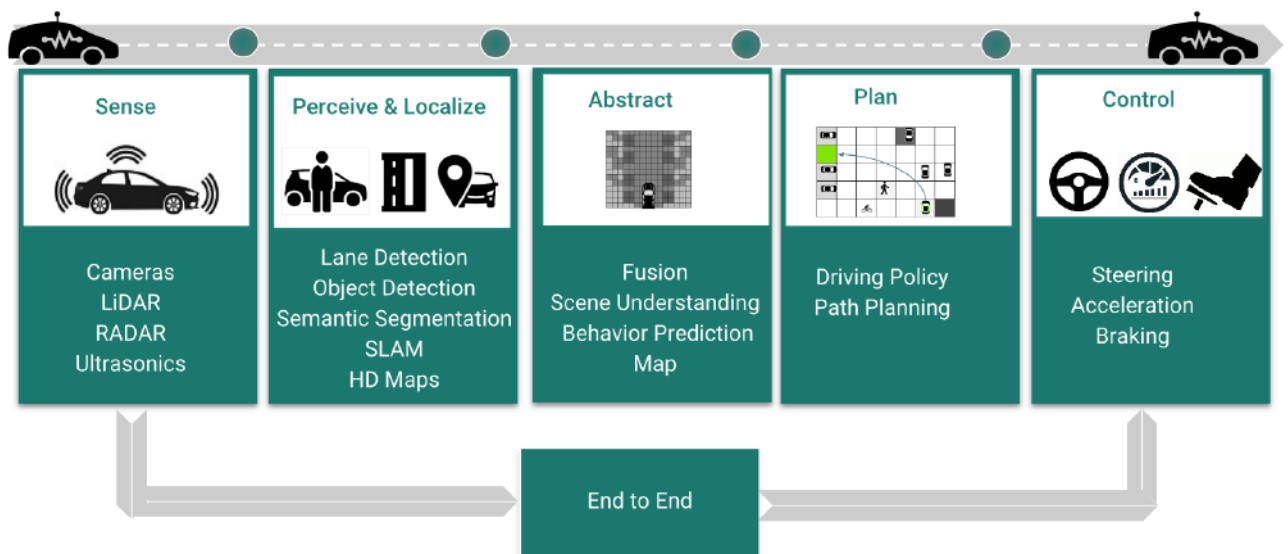 Sense
Cameras
LiDAR
RADAR
Ultrasonics
Perceive & Localize
Lane Detection
Object Detection
Semantic Segmentation
SLAM
HD Maps
Abstract
Fusion
Scene Understanding
Behavior Prediction
Map
Plan
Driving Policy
Path Planning
Control
Steering
Acceleration
Braking
End to End